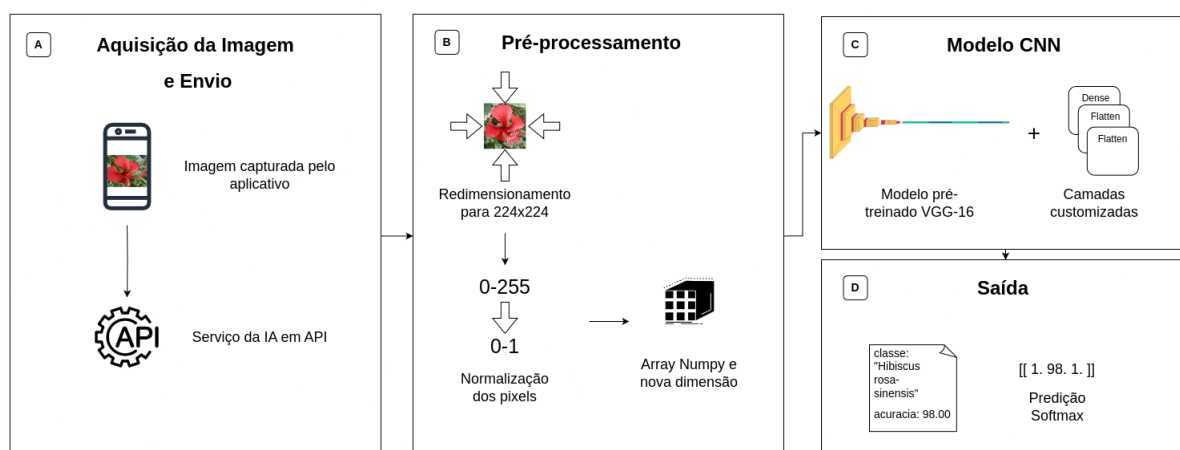 A
Aquisição da Imagem
e Envio
Imagem capturada pelo
aplicativo
API
Serviço da IA em API
B
Pré-processamento
Redimensionamento
para 224x224
0-255
0-1
Normalização
dos pixels
Array Numpy e
nova dimensão
C
Modelo CNN
+
Dense
Flatten
Flatten
Modelo pré-
treinado VGG-16
Camadas
customizadas
D
Saída
classe:
"Hibiscus
rosa-
sinensis"
acuracia: 98.00
[[ 1. 98. 1. ]]
Predição
Softmax